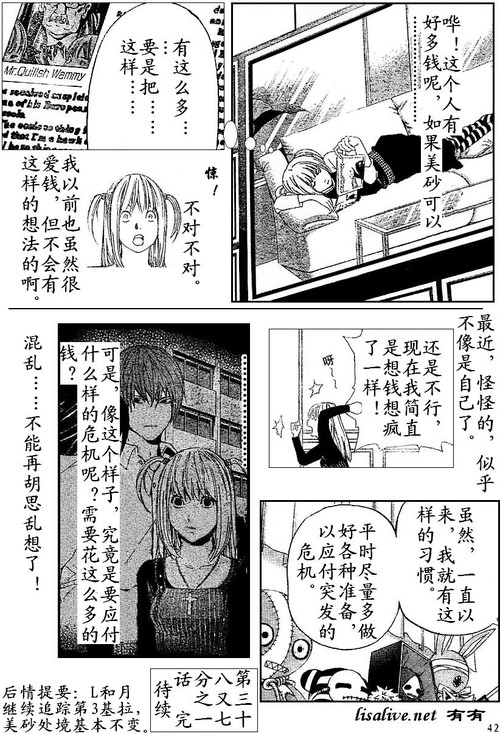 哗！这个人有
好多钱呢，如果美砂可以
有这么多…
要是把……
这样………
Mr.Quillsh Wammy
惊！
不对不对。
我以前也虽然很
爱钱，但不会有
这样的想法的啊。
最近，怪怪的，似乎
不像是自己了。
还是不行，
现在我简直
是想钱想疯
了一样！
呀
虽然，一直以
来，我就有这
样的习惯。
平时尽量多做
好各种准备，
以应付突发的
危机。
可是，像这个样子，究竟是要应付
什么样的危机呢？需要花这么多的
钱？
混乱……不能再胡思乱想了！
第三十
八又七
分之一
话 完
待续
后情提要：L和月
继续追踪第3基拉，
美砂处境基本不变。
lisalive.net 有有
42